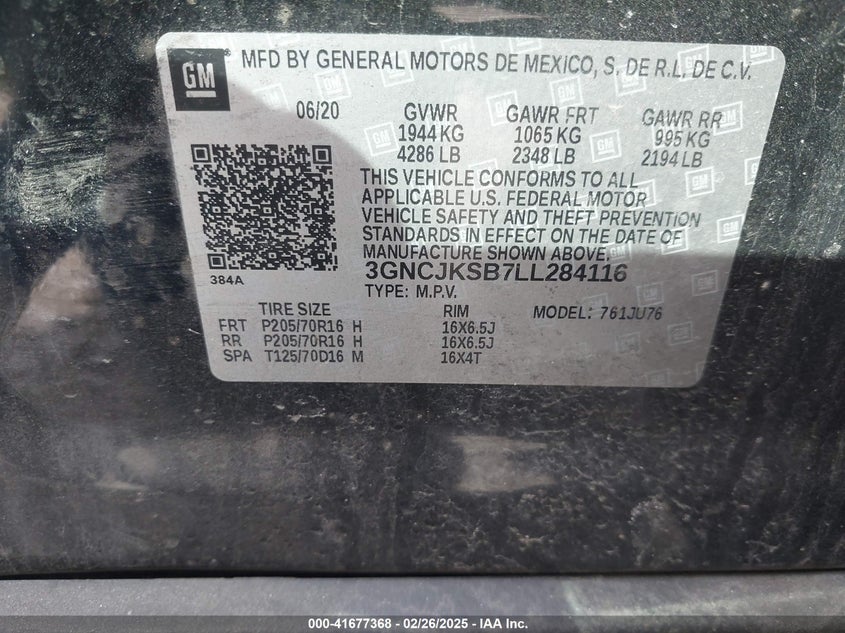 GM
MFD BY GENERAL MOTORS DE MEXICO, S. DE R.L. DE C.V.
06/20 GVWR GAWR FRT GAWR RR
1944 KG 1065 KG 995 KG
4286 LB 2348 LB 2194 LB
THIS VEHICLE CONFORMS TO ALL
APPLICABLE U.S. FEDERAL MOTOR
VEHICLE SAFETY AND THEFT PREVENTION
STANDARDS IN EFFECT ON THE DATE OF
MANUFACTURE SHOWN ABOVE.
384A
3GNCJKSB7LL284116
TYPE: M.P.V.
TIRE SIZE RIM MODEL: 761JU76
FRT P205/70R16 H 16X6.5J
RR P205/70R16 H 16X6.5J
SPA T125/70D16 M 16X4T
000-41677368 - 02/26/2025 - IAA Holdings, LLC.